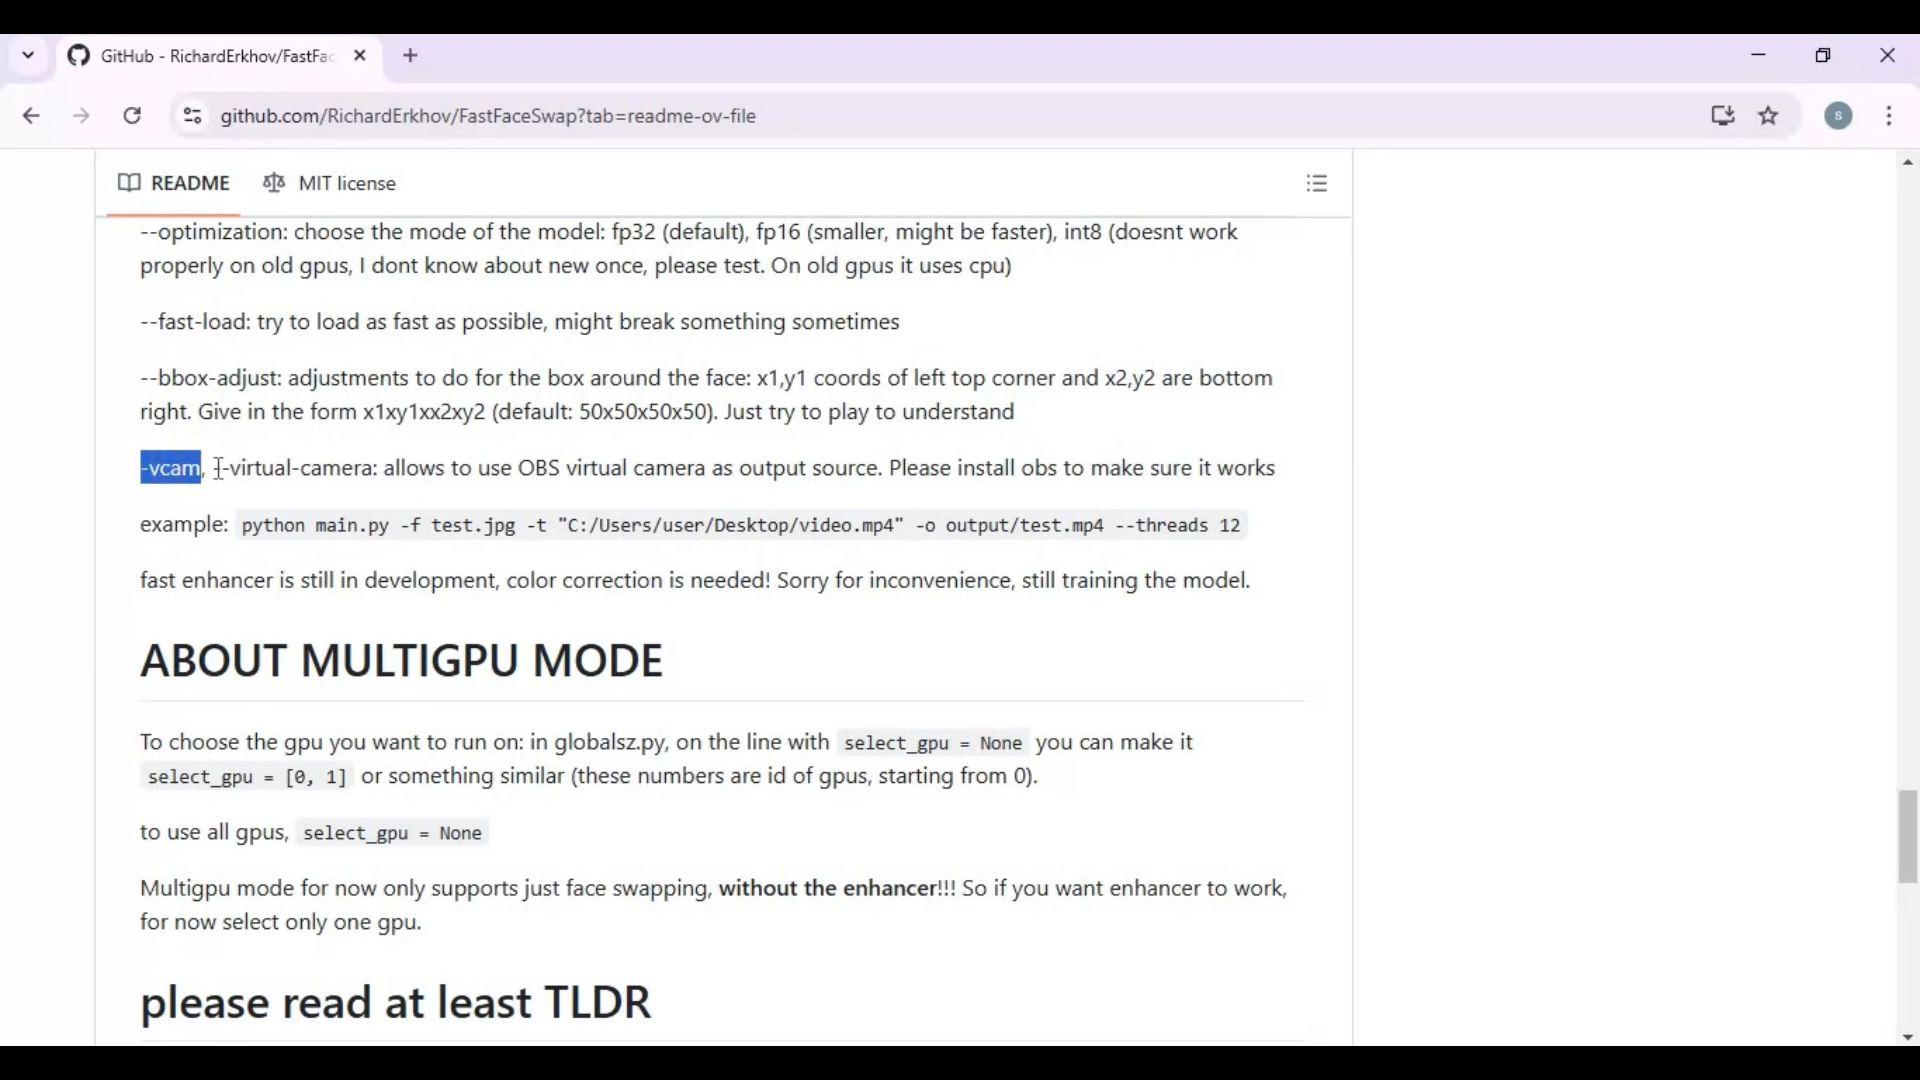 GitHub - RichardErkhov/FastFac
github.com/RichardErkhov/FastFaceSwap?tab=readme-ov-file
s
README
MIT license
--optimization: choose the mode of the model: fp32 (default), fp16 (smaller, might be faster), int8 (doesnt work
properly on old gpus, I dont know about new once, please test. On old gpus it uses cpu)
--fast-load: try to load as fast as possible, might break something sometimes
--bbox-adjust: adjustments to do for the box around the face: x1,y1 coords of left top corner and x2,y2 are bottom
right. Give in the form x1xy1xx2xy2 (default: 50x50x50x50). Just try to play to understand
-vcam, --virtual-camera: allows to use OBS virtual camera as output source. Please install obs to make sure it works
example: python main.py -f test.jpg -t "C:/Users/user/Desktop/video.mp4" -o output/test.mp4 --threads 12
fast enhancer is still in development, color correction is needed! Sorry for inconvenience, still training the model.
ABOUT MULTIGPU MODE
To choose the gpu you want to run on: in globalsz.py, on the line with select_gpu = None you can make it
select_gpu = [0, 1] or something similar (these numbers are id of gpus, starting from 0).
to use all gpus, select_gpu = None
Multigpu mode for now only supports just face swapping, without the enhancer!!! So if you want enhancer to work,
for now select only one gpu.
please read at least TLDR